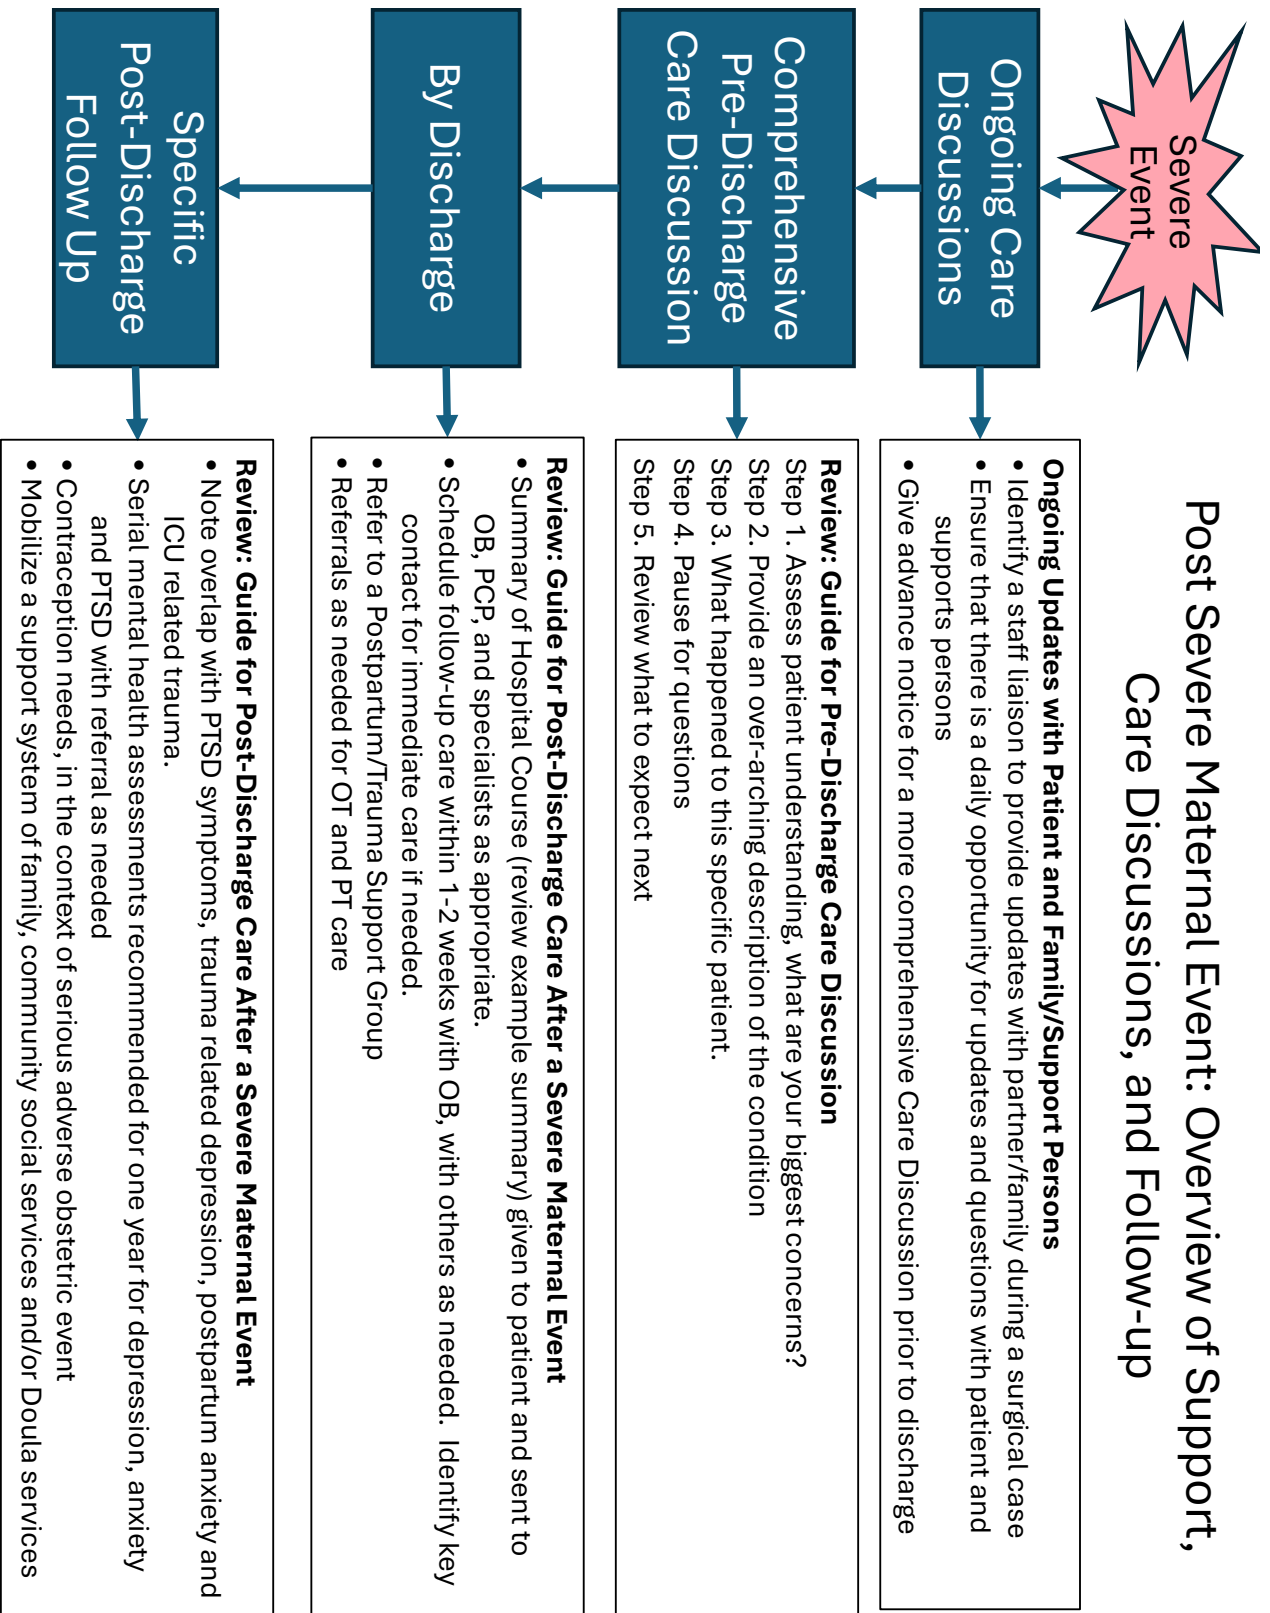 Post Severe Maternal Event: Overview of Support,
Care Discussions, and Follow-up
Severe
Event
Ongoing Care
Discussions
Ongoing Updates with Patient and Family/Support Persons
• Identify a staff liaison to provide updates with partner/family during a surgical case
• Ensure that there is a daily opportunity for updates and questions with patient and
supports persons
• Give advance notice for a more comprehensive Care Discussion prior to discharge
Comprehensive
Pre-Discharge
Care Discussion
Review: Guide for Pre-Discharge Care Discussion
Step 1. Assess patient understanding, what are your biggest concerns?
Step 2. Provide an over-arching description of the condition
Step 3. What happened to this specific patient.
Step 4. Pause for questions
Step 5. Review what to expect next
By Discharge
Review: Guide for Post-Discharge Care After a Severe Maternal Event
• Summary of Hospital Course (review example summary) given to patient and sent to
OB, PCP, and specialists as appropriate.
• Schedule follow-up care within 1-2 weeks with OB, with others as needed. Identify key
contact for immediate care if needed.
• Refer to a Postpartum/Trauma Support Group
• Referrals as needed for OT and PT care
Specific
Post-Discharge
Follow Up
Review: Guide for Post-Discharge Care After a Severe Maternal Event
• Note overlap with PTSD symptoms, trauma related depression, postpartum anxiety and
ICU related trauma.
• Serial mental health assessments recommended for one year for depression, anxiety
and PTSD with referral as needed
• Contraception needs, in the context of serious adverse obstetric event
• Mobilize a support system of family, community social services and/or Doula services